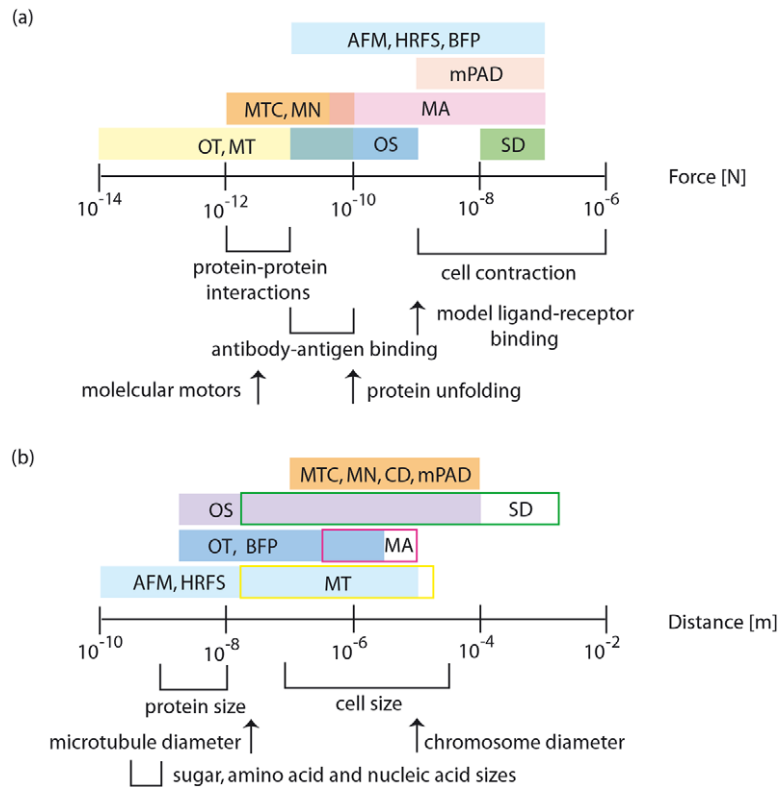 (a)
AFM, HRFS, BFP
mPAD
MTC, MN MA
OT, MT OS SD
10-14 10-12 10-10 10-8 10-6 Force [N]
protein-protein
interactions
cell contraction
model ligand-receptor
binding
antibody-antigen binding
molelcular motors protein unfolding
(b)
MTC, MN, CD, mPAD
OS SD
OT, BFP MA
AFM, HRFS MT
10-10 10-8 10-6 10-4 10-2 Distance [m]
protein size cell size
microtubule diameter chromosome diameter
sugar, amino acid and nucleic acid sizes